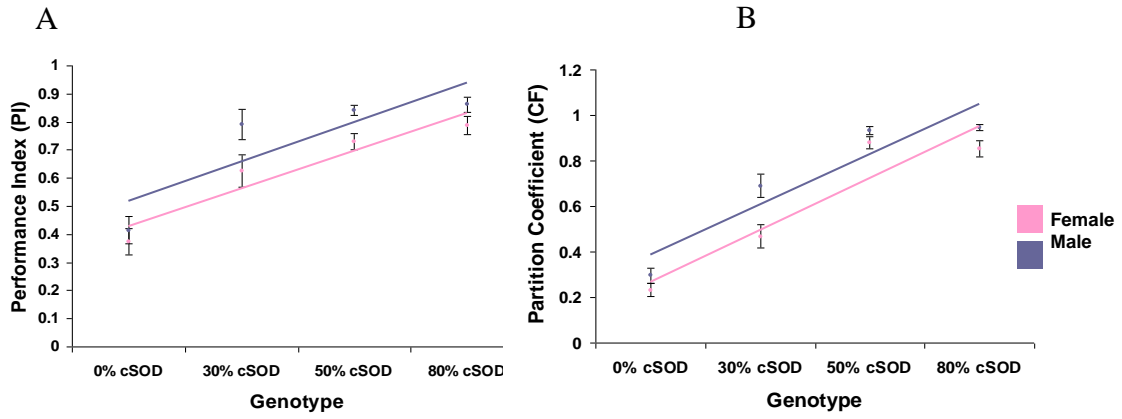 A
B
Performance Index (PI)
1
0.9
0.8
0.7
0.6
0.5
0.4
0.3
0.2
0.1
0
0% cSOD 30% cSOD 50% cSOD 80% cSOD
Genotype
Partition Coefficient (CF)
1.2
1
0.8
0.6
0.4
0.2
0
0% cSOD 30% cSOD 50% cSOD 80% cSOD
Genotype
Female
Male